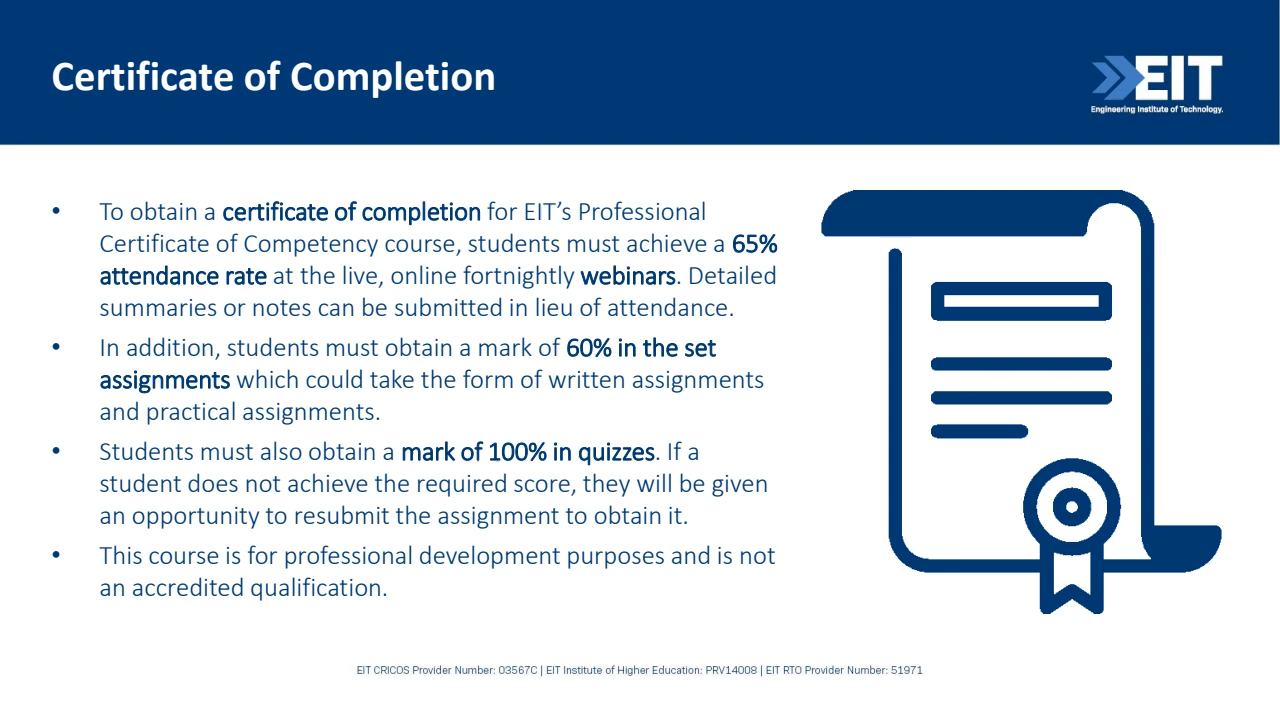 Certificate of Completion
EIT
Engineering Institute of Technology.
• To obtain a certificate of completion for EIT’s Professional
Certificate of Competency course, students must achieve a 65%
attendance rate at the live, online fortnightly webinars. Detailed
summaries or notes can be submitted in lieu of attendance.
• In addition, students must obtain a mark of 60% in the set
assignments which could take the form of written assignments
and practical assignments.
• Students must also obtain a mark of 100% in quizzes. If a
student does not achieve the required score, they will be given
an opportunity to resubmit the assignment to obtain it.
• This course is for professional development purposes and is not
an accredited qualification.
EIT CRICOS Provider Number: 03567C | EIT Institute of Higher Education: PRV14008 | EIT RTO Provider Number: 51971